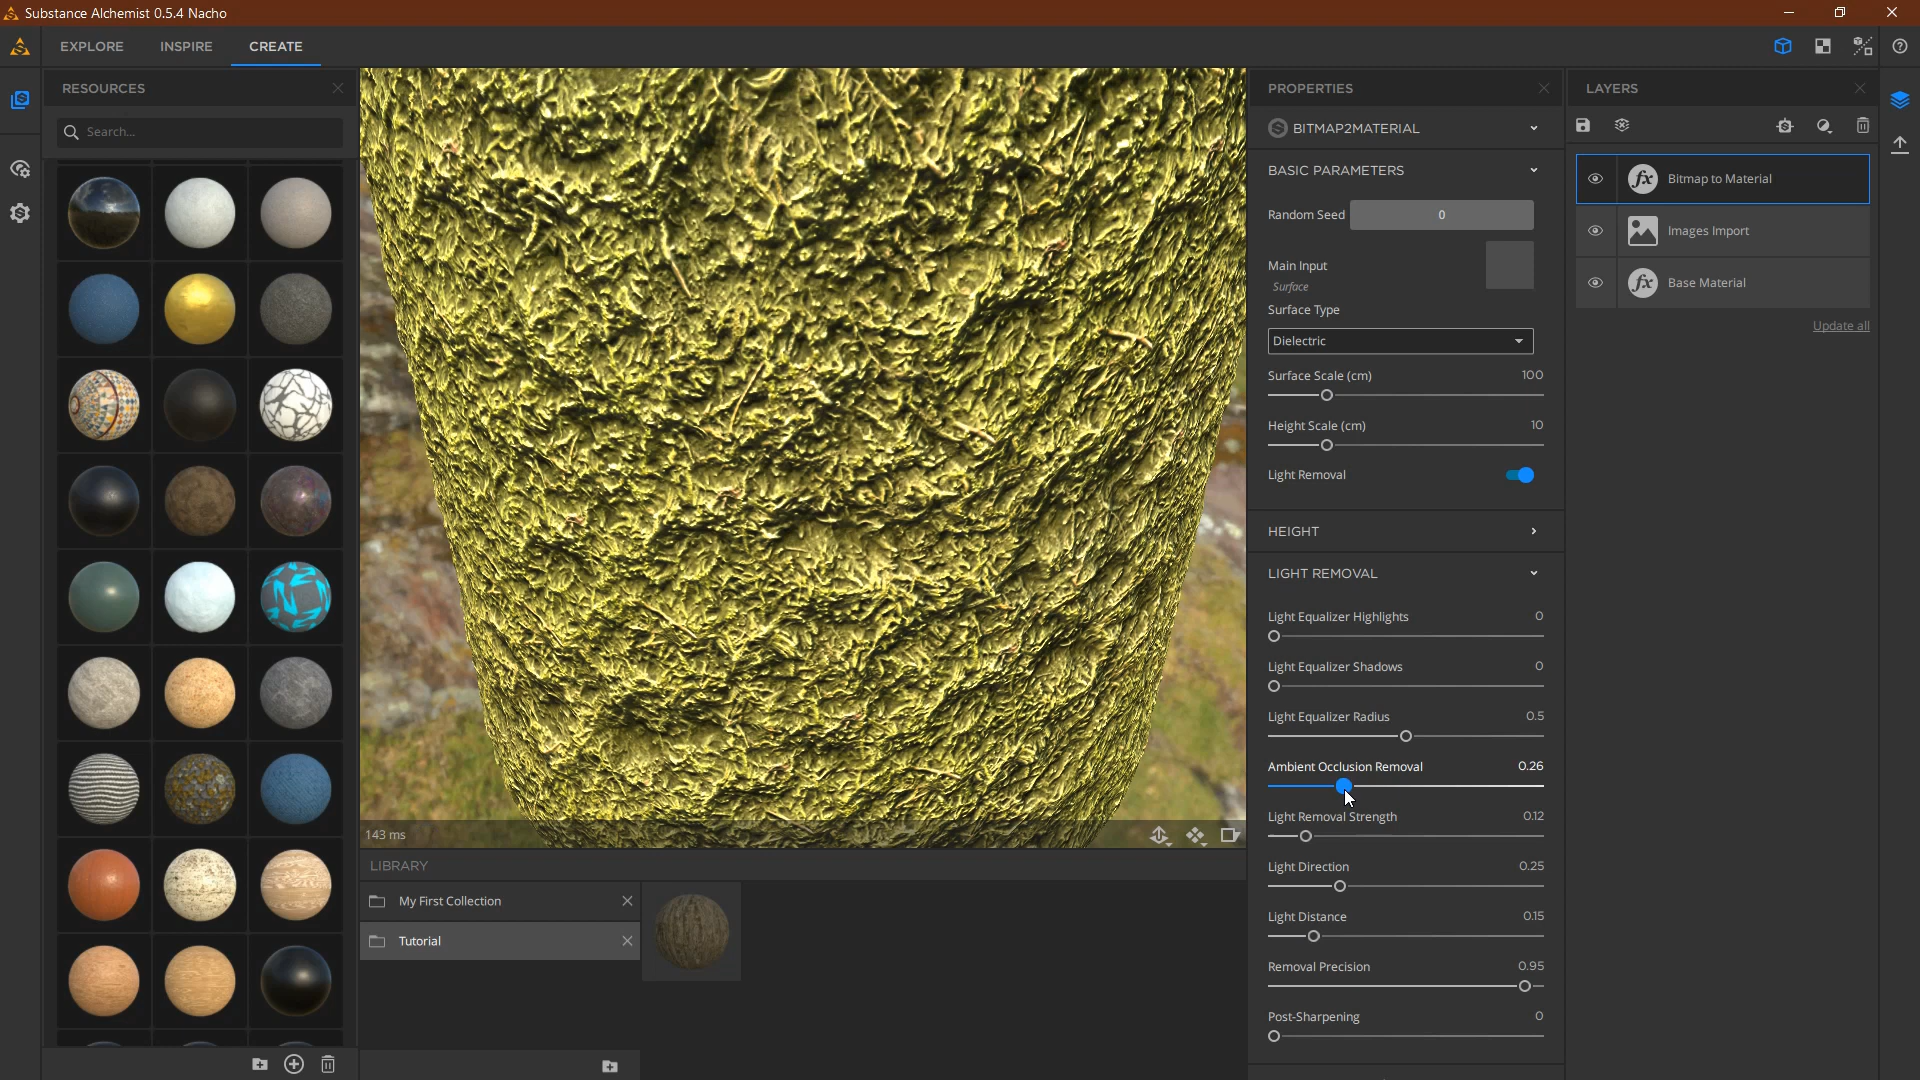 Substance Alchemist 0.5.4 Nacho
EXPLORE INSPIRE CREATE
RESOURCES
Search...
143 ms
LIBRARY
My First Collection
Tutorial
PROPERTIES
BITMAP2MATERIAL
BASIC PARAMETERS
Random Seed 0
Main Input
Surface
Surface Type
Dielectric
Surface Scale (cm) 100
Height Scale (cm) 10
Light Removal
HEIGHT
LIGHT REMOVAL
Light Equalizer Highlights 0
Light Equalizer Shadows 0
Light Equalizer Radius 0.5
Ambient Occlusion Removal 0.26
Light Removal Strength 0.12
Light Direction 0.25
Light Distance 0.15
Removal Precision 0.95
Post-Sharpening 0
LAYERS
fx Bitmap to Material
Images Import
fx Base Material
Update all